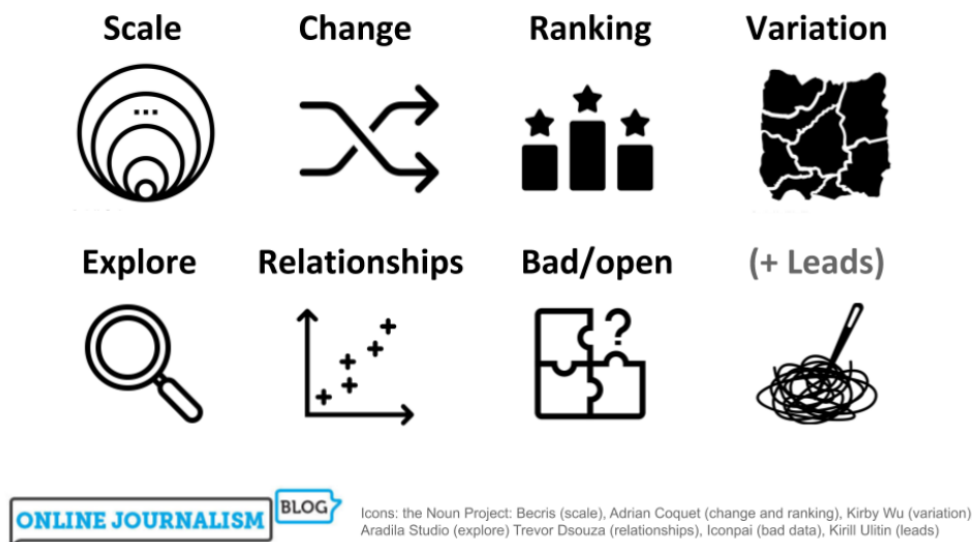 Scale Change Ranking Variation
...
Explore Relationships Bad/open (+ Leads)
?
ONLINE JOURNALISM BLOG
Icons: the Noun Project: Becris (scale), Adrian Coquet (change and ranking), Kirby Wu (variation)
Aradila Studio (explore) Trevor Dsouza (relationships), Iconpai (bad data), Kirill Ulitin (leads)